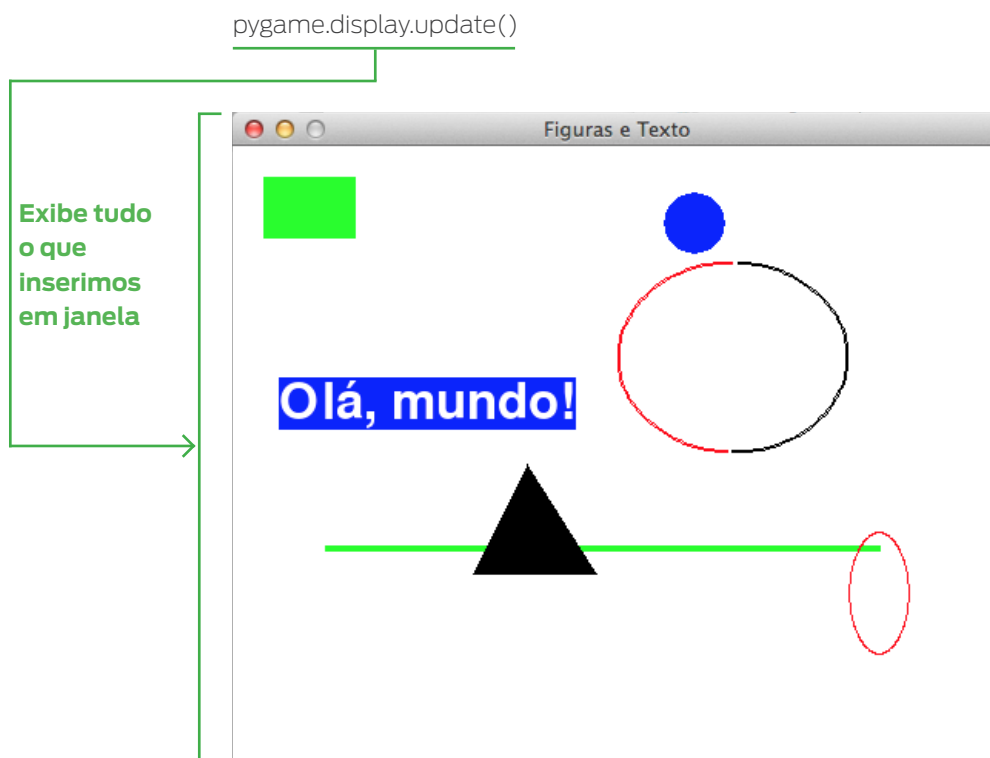 pygame.display.update()
Figuras e Texto
Exibe tudo
o que
inserimos
em janela
Olá, mundo!